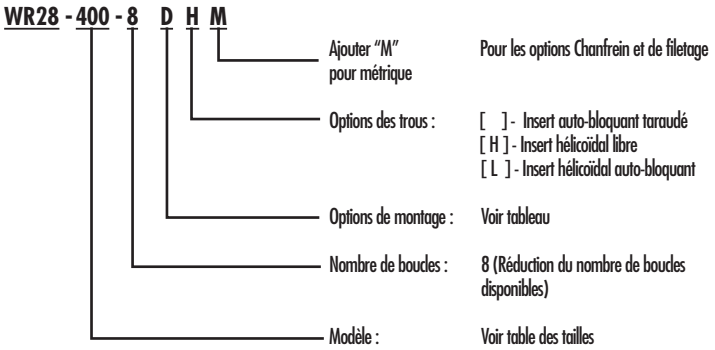 WR28 - 400 - 8 D H M
Ajouter “M” Pour les options Chanfrein et de filetage
pour métrique
Options des trous : [ ] - Insert auto-bloquant taraudé
[ H ] - Insert hélicoïdal libre
[ L ] - Insert hélicoïdal auto-bloquant
Options de montage : Voir tableau
Nombre de boucles : 8 (Réduction du nombre de boucles
disponibles)
Modèle : Voir table des tailles